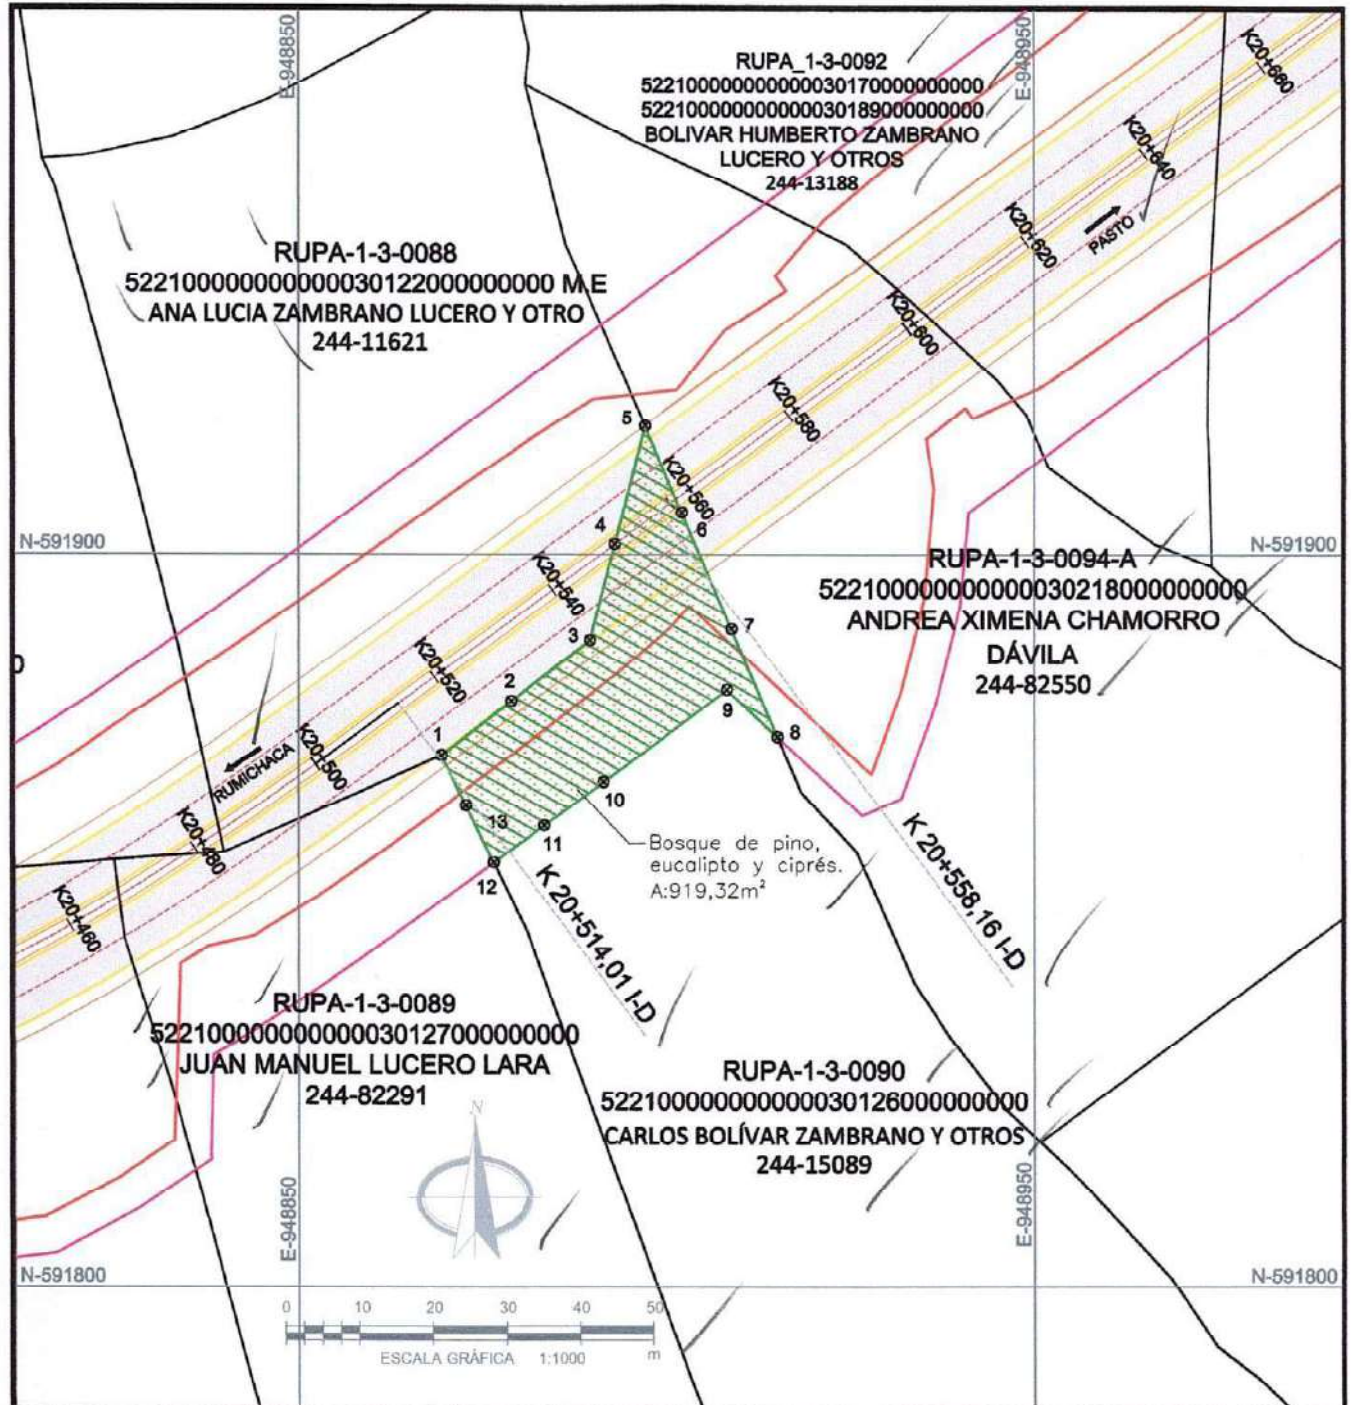 E-948850
E-948950
RUPA_1-3-0092
522100000000000030170000000000
522100000000000030189000000000
BOLIVAR HUMBERTO ZAMBRANO
LUCERO Y OTROS
244-13188
K20+660
K20+640
K20+620
PASTO
K20+600
RUPA-1-3-0088
522100000000000030122000000000 M.E
ANA LUCIA ZAMBRANO LUCERO Y OTRO
244-11621
K20+580
5
K20+560
6
4
N-591900
N-591900
K20+540
RUPA-1-3-0094-A
522100000000000030218000000000
ANDREA XIMENA CHAMORRO
DÁVILA
244-82550
3
7
K20+520
2
9
8
1
K20+500
RUMICHACA
10
13
11
12
K20+480
Bosque de pino,
eucalipto y ciprés.
A:919,32m²
K 20+558,16 I-D
K20+460
K 20+514,01 I-D
RUPA-1-3-0089
522100000000000030127000000000
JUAN MANUEL LUCERO LARA
244-82291
RUPA-1-3-0090
522100000000000030126000000000
CARLOS BOLÍVAR ZAMBRANO Y OTROS
244-15089
N
E-948850
E-948950
N-591800
N-591800
0 10 20 30 40 50
ESCALA GRÁFICA 1:1000 m